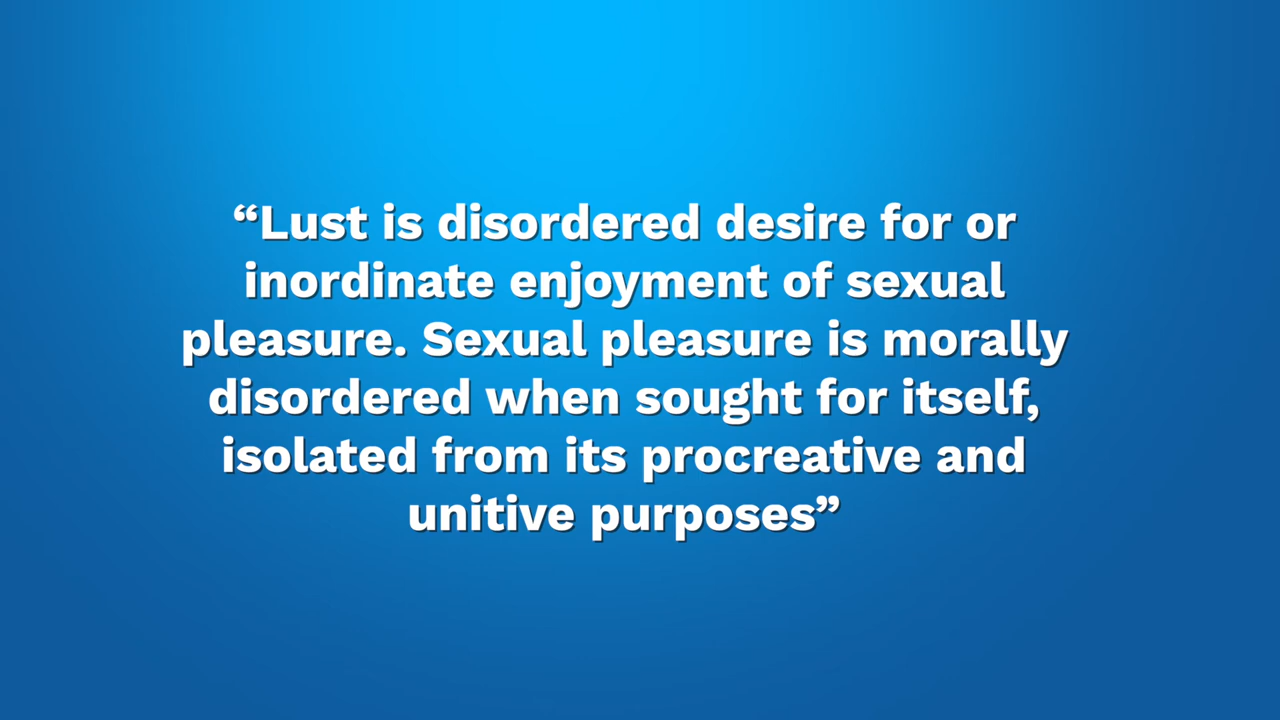 “Lust is disordered desire for or
inordinate enjoyment of sexual
pleasure. Sexual pleasure is morally
disordered when sought for itself,
isolated from its procreative and
unitive purposes”